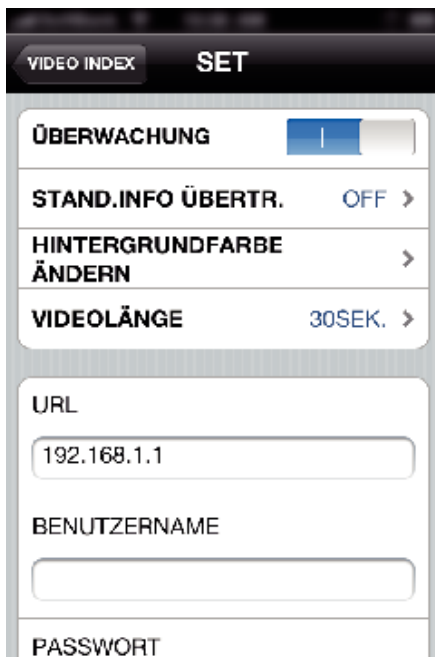 VIDEO INDEX
SET
ÜBERWACHUNG
STAND.INFO ÜBERTR. OFF
HINTERGRUNDFARBE
ÄNDERN
VIDEOLÄNGE 30SEK.
URL
192.168.1.1
BENUTZERNAME
PASSWORT